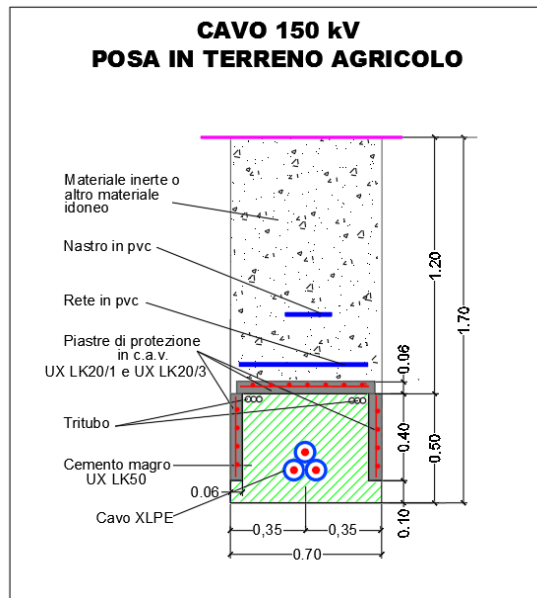 CAVO 150 kV
POSA IN TERRENO AGRICOLO
Materiale inerte o
altro materiale
idoneo
Nastro in pvc
Rete in pvc
Piastre di protezione
in c.a.v.
UX LK20/1 e UX LK20/3
Tritubo
Cemento magro
UX LK50
0.06
Cavo XLPE
0,35
0,35
0.70
1.20
1.70
0.06
0.40
0.50
0.10